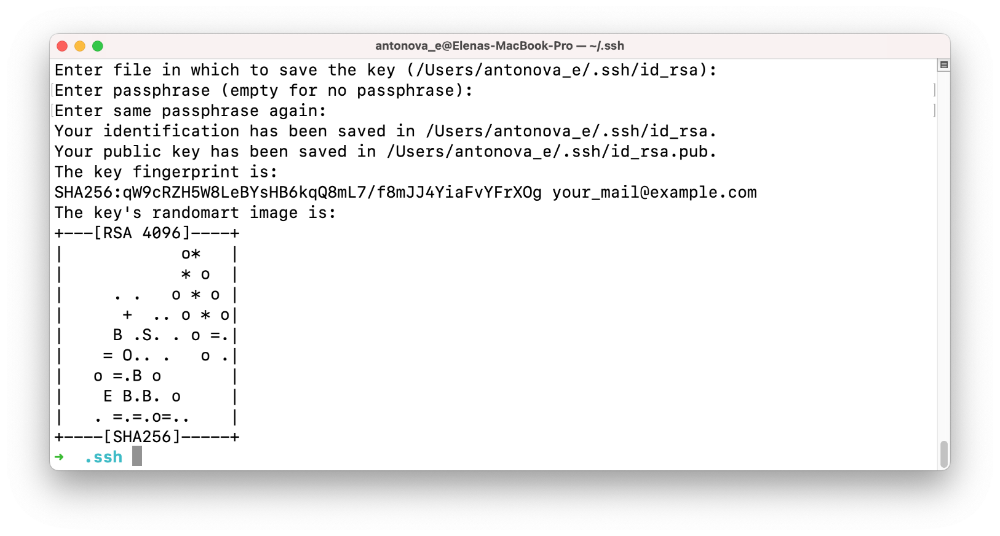 antonova_e@Elenas-MacBook-Pro — ~/.ssh
Enter file in which to save the key (/Users/antonova_e/.ssh/id_rsa):
[Enter passphrase (empty for no passphrase): ]
[Enter same passphrase again: ]
Your identification has been saved in /Users/antonova_e/.ssh/id_rsa.
Your public key has been saved in /Users/antonova_e/.ssh/id_rsa.pub.
The key fingerprint is:
SHA256:qW9cRZH5W8LeBYsHB6kqQ8mL7/f8mJJ4YiaFvYFrXOg your_mail@example.com
The key's randomart image is:
+---[RSA 4096]----+
|            o*   |
|            * o  |
|     . .   o * o |
|      +  .. o * o|
|     B .S. . o =.|
|    = O.. .   o .|
|   o =.B o       |
|    E B.B. o     |
|   . =.=.o=..    |
+----[SHA256]-----+
➜  .ssh